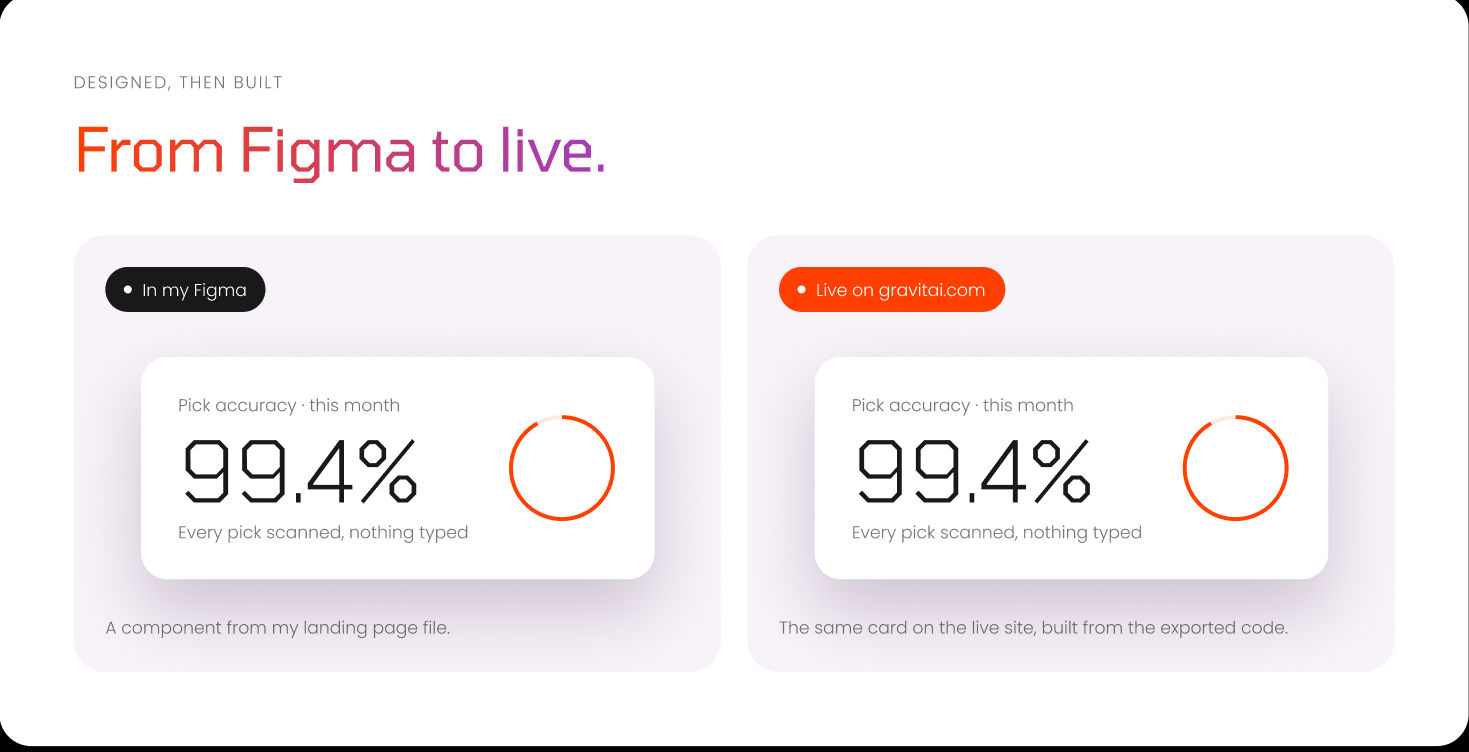 DESIGNED, THEN BUILT
From Figma to live.
In my Figma
Pick accuracy · this month
99.4%
Every pick scanned, nothing typed
A component from my landing page file.
Live on gravitai.com
Pick accuracy · this month
99.4%
Every pick scanned, nothing typed
The same card on the live site, built from the exported code.